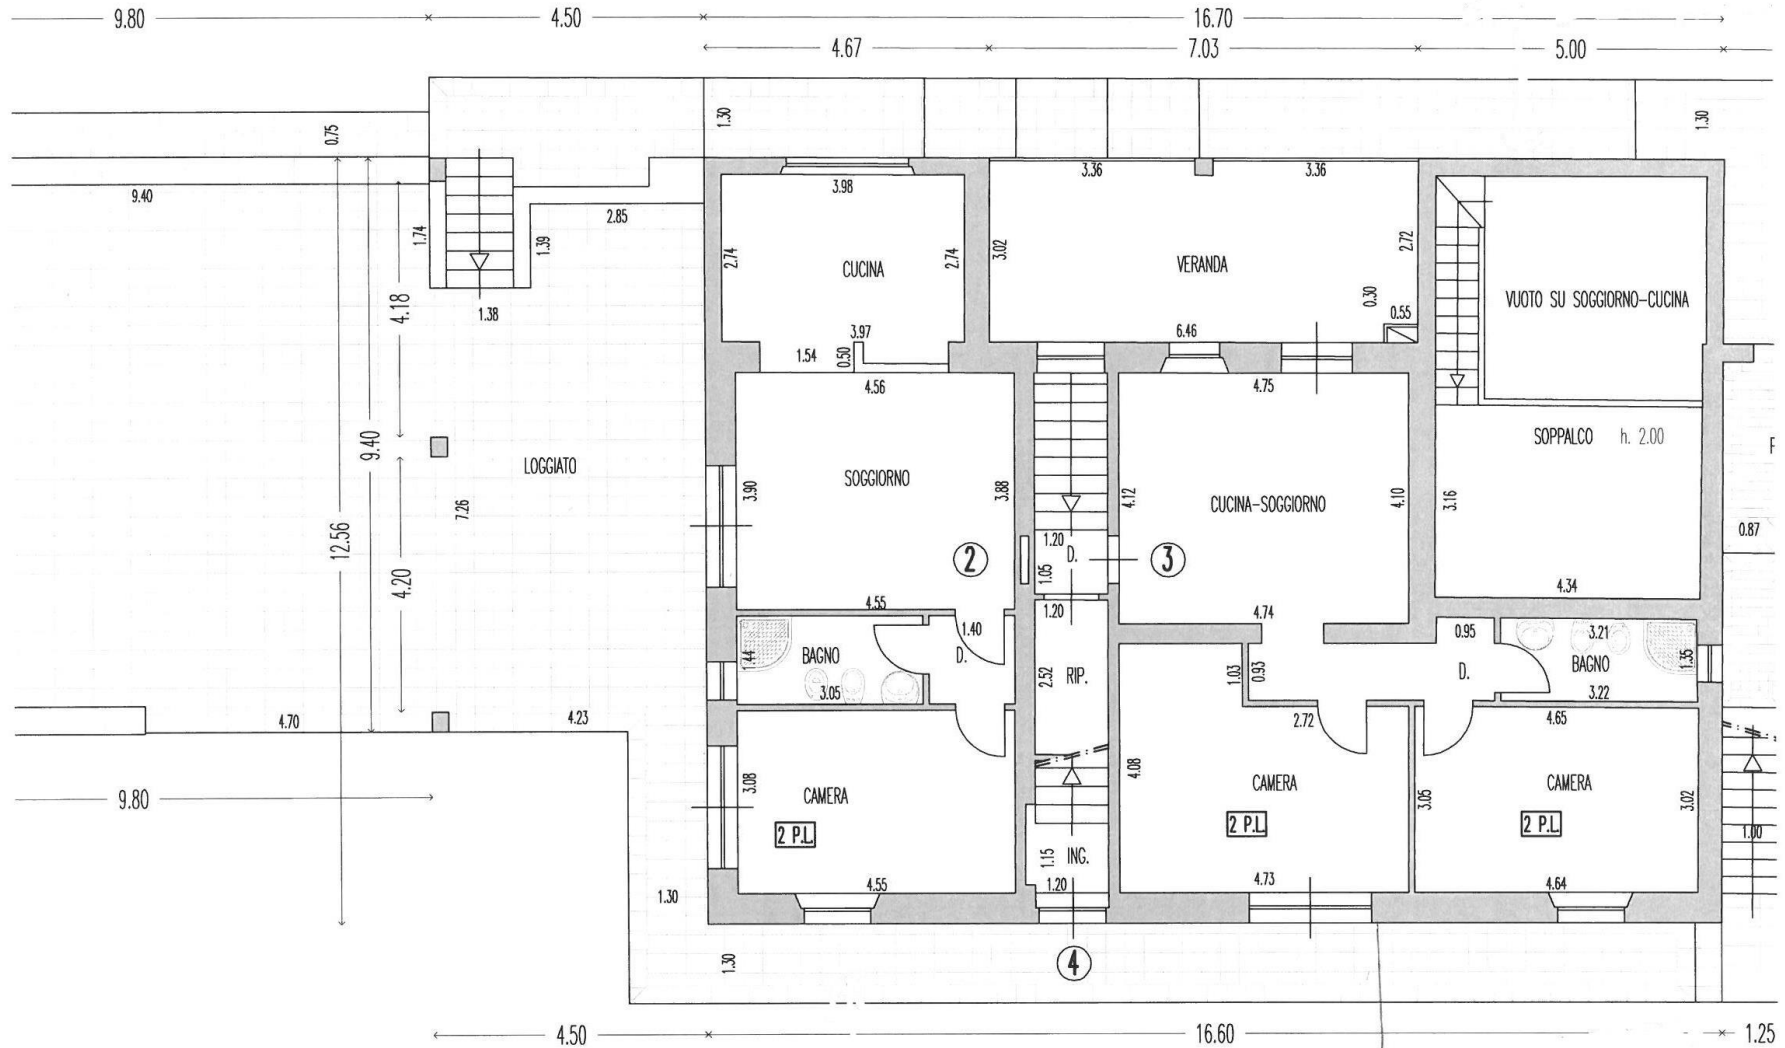 9.80 4.50 16.70
4.67 7.03 5.00
1.30 1.30
0.75
3.98 3.36 3.36
9.40 2.85
1.74 1.39 2.74 2.74 3.02 2.72
CUCINA VERANDA
VUOTO SU SOGGIORNO-CUCINA
4.18 1.38 0.30 0.55
3.97 6.46
1.54 0.50
4.56 4.75
9.40 SOPPALCO h. 2.00
LOGGIATO SOGGIORNO
3.90 3.88 4.12 4.10 3.16
7.26 CUCINA-SOGGIORNO
12.56 0.87
1.20
2 D. 3
4.20 1.05 4.34
4.55 1.20 4.74
1.40 0.95 3.21
BAGNO D. BAGNO
1.44 2.52 RIP. 1.03 0.93 D. 1.35
3.05 3.22
4.70 4.23 2.72 4.65
3.08 CAMERA 4.08 CAMERA 3.05 CAMERA 3.02
9.80
2 P.L. 2 P.L. 2 P.L.
1.00
1.15 ING.
4.55 1.20 4.73 4.64
1.30
1.30 4
4.50 16.60 1.25